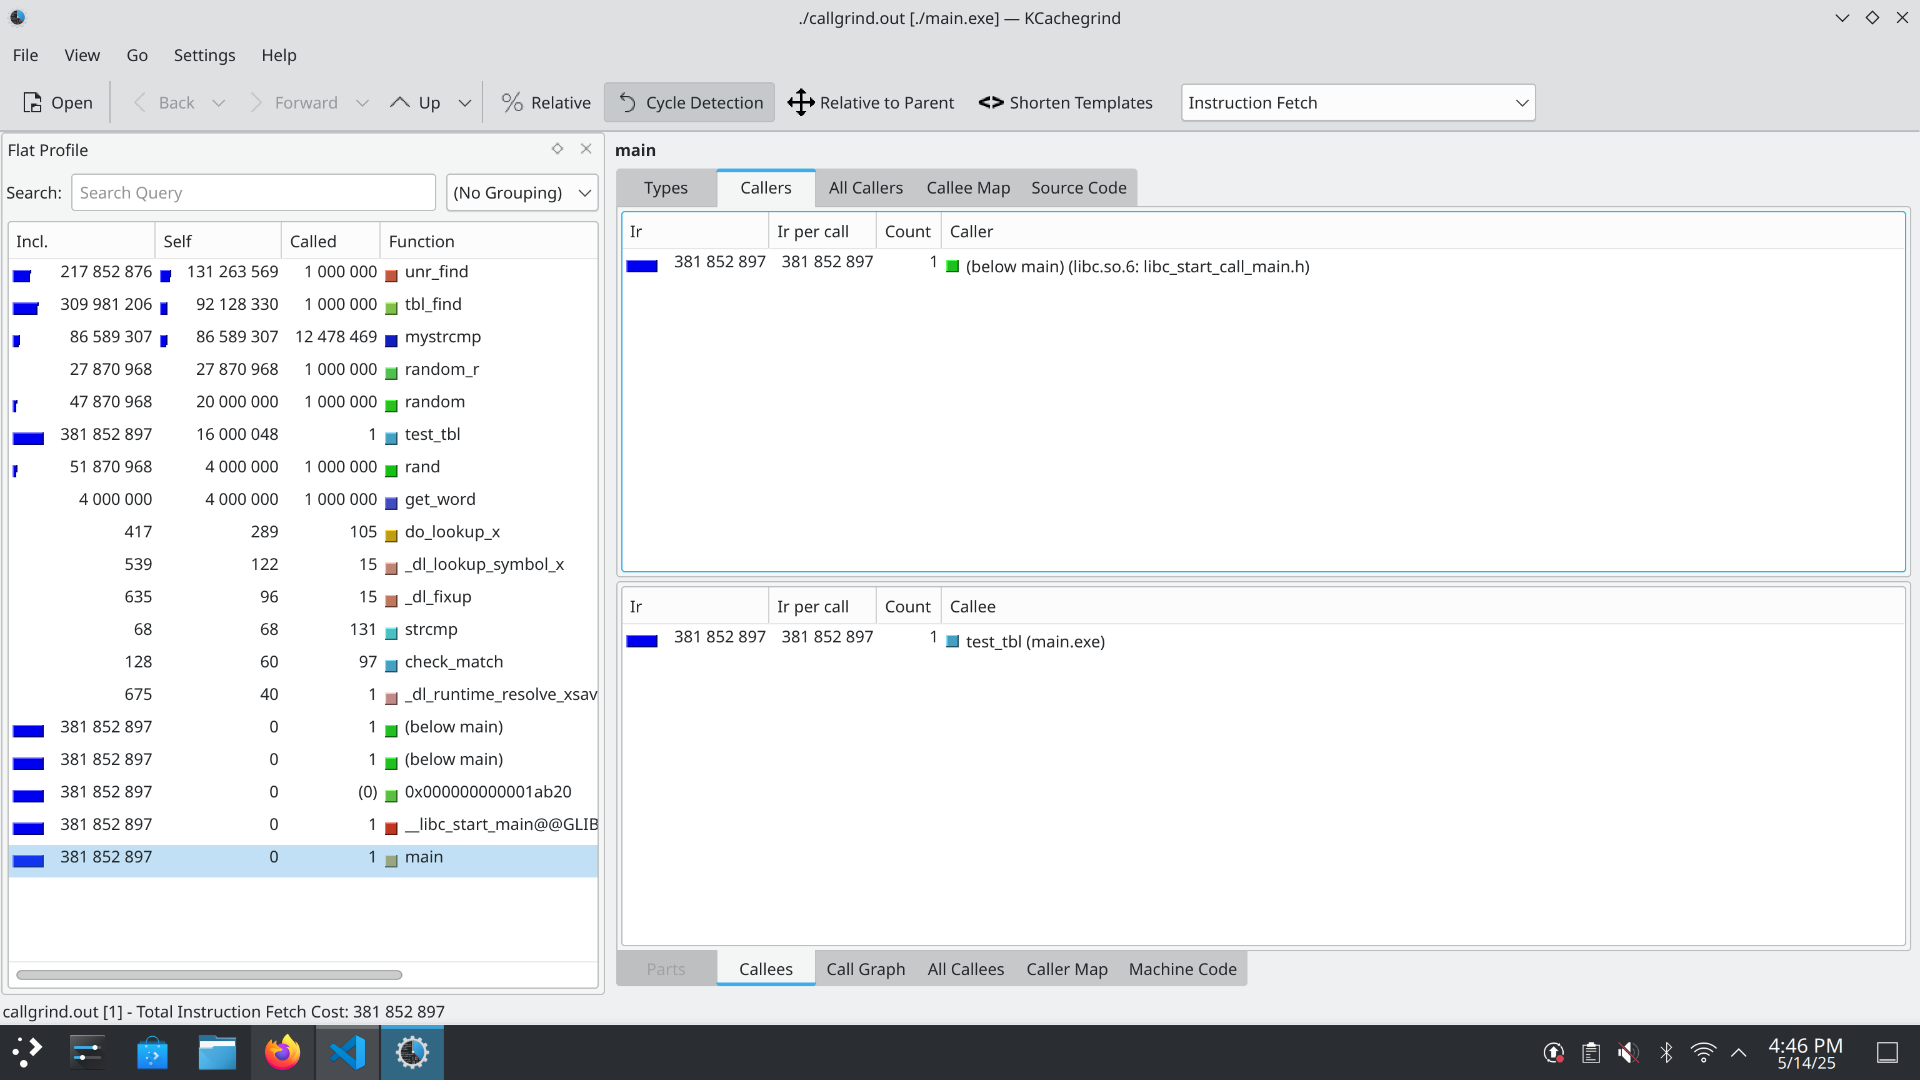 ./callgrind.out [./main.exe] — KCachegrind
File View Go Settings Help
Open Back Forward Up Relative Cycle Detection Relative to Parent Shorten Templates Instruction Fetch
Flat Profile
Search: Search Query (No Grouping)
Incl. Self Called Function
217 852 876 131 263 569 1 000 000 unr_find
309 981 206 92 128 330 1 000 000 tbl_find
86 589 307 86 589 307 12 478 469 mystrcmp
27 870 968 27 870 968 1 000 000 random_r
47 870 968 20 000 000 1 000 000 random
381 852 897 16 000 048 1 test_tbl
51 870 968 4 000 000 1 000 000 rand
4 000 000 4 000 000 1 000 000 get_word
417 289 105 do_lookup_x
539 122 15 _dl_lookup_symbol_x
635 96 15 _dl_fixup
68 68 131 strcmp
128 60 97 check_match
675 40 1 _dl_runtime_resolve_xsav
381 852 897 0 1 (below main)
381 852 897 0 1 (below main)
381 852 897 0 (0) 0x000000000001ab20
381 852 897 0 1 __libc_start_main@@GLIB
381 852 897 0 1 main
main
Types Callers All Callers Callee Map Source Code
Ir Ir per call Count Caller
381 852 897 381 852 897 1 (below main) (libc.so.6: libc_start_call_main.h)
Ir Ir per call Count Callee
381 852 897 381 852 897 1 test_tbl (main.exe)
Parts Callees Call Graph All Callees Caller Map Machine Code
callgrind.out [1] - Total Instruction Fetch Cost: 381 852 897
4:46 PM
5/14/25